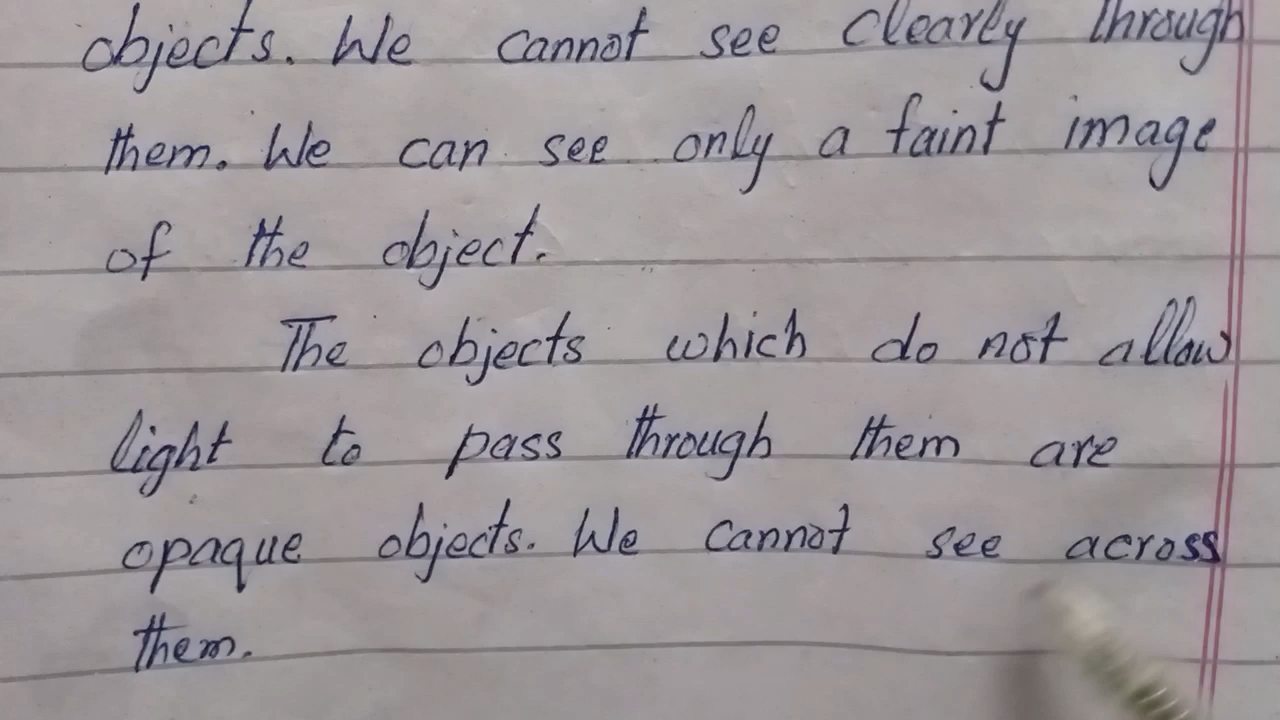 objects. We cannot see clearly through
them. We can see only a faint image
of the object.
The objects which do not allow
light to pass through them are
opaque objects. We cannot see across
them.